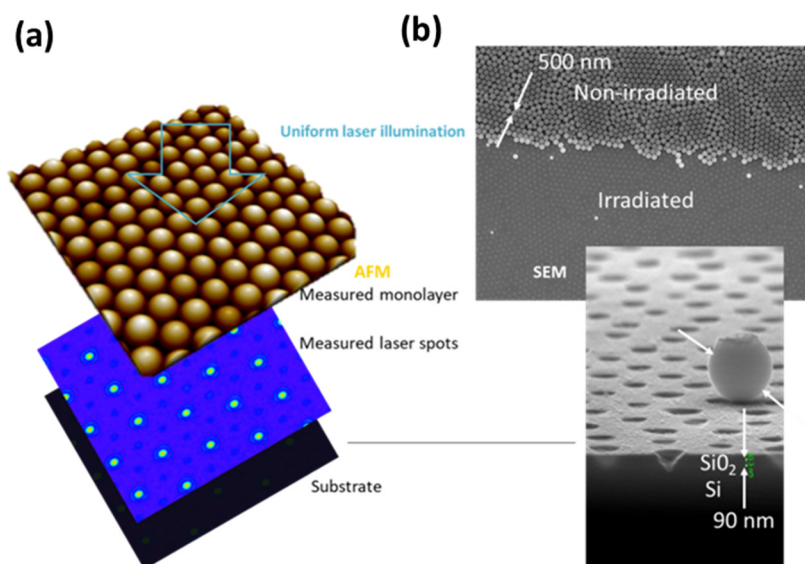 (a)
Uniform laser illumination
AFM
Measured monolayer
Measured laser spots
Substrate
(b)
500 nm
Non-irradiated
Irradiated
SEM
SiO₂
Si
90 nm